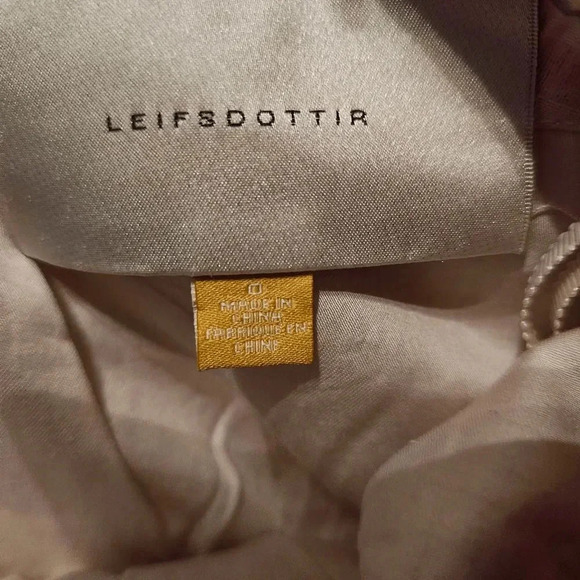 LEIFSDOTTIR
0
MADE IN
CHINA
FABRIQUE EN
CHINE